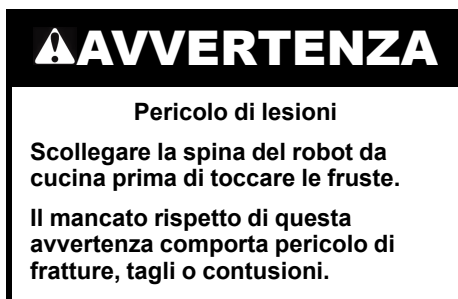 AVVERTENZA
Pericolo di lesioni
Scollegare la spina del robot da
cucina prima di toccare le fruste.
Il mancato rispetto di questa
avvertenza comporta pericolo di
fratture, tagli o contusioni.